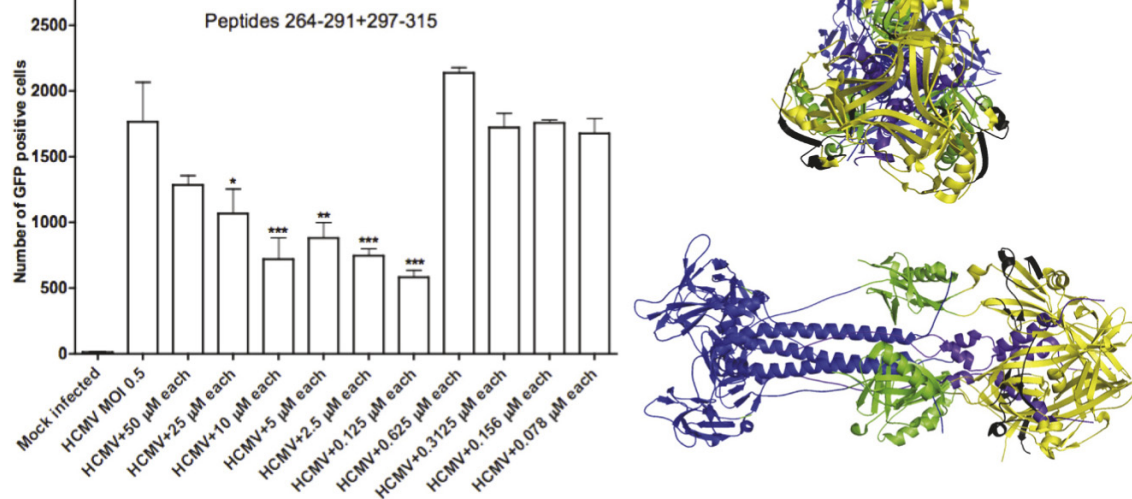 Peptides 264-291+297-315
Number of GFP positive cells
2500
2000
1500
1000
500
0
*
***
**
***
***
Mock infected
HCMV MOI 0.5
HCMV+50 µM each
HCMV+25 µM each
HCMV+10 µM each
HCMV+5 µM each
HCMV+2.5 µM each
HCMV+0.125 µM each
HCMV+0.625 µM each
HCMV+0.3125 µM each
HCMV+0.156 µM each
HCMV+0.078 µM each